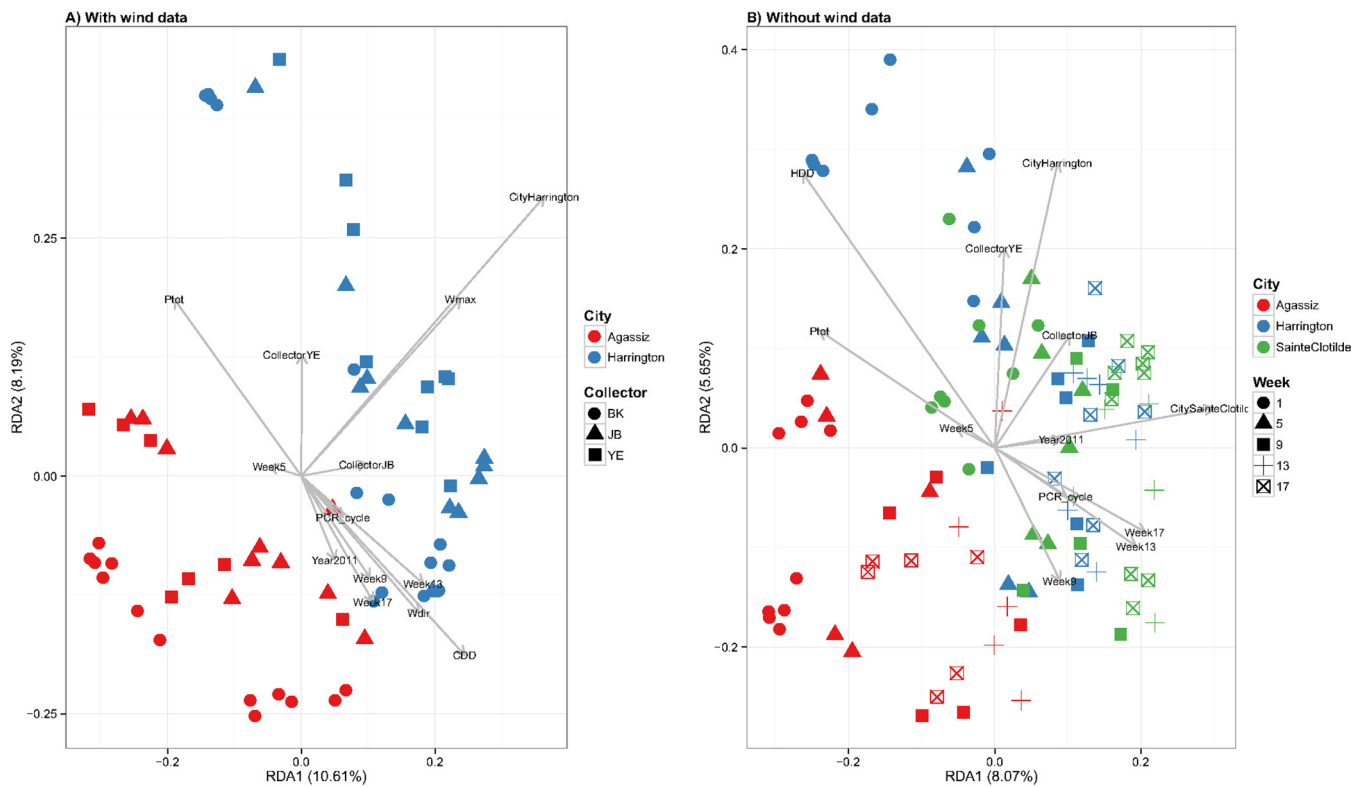 A) With wind data
0.25
0.00
−0.25
RDA2 (8.19%)
−0.2
0.0
0.2
RDA1 (10.61%)
CityHarrington
Wmax
Ptot
CollectorYE
Week5
CollectorJB
PCR_cycle
Year2011
Week9
Week13
Week17
Wdir
CDD
City
Agassiz
Harrington
Collector
BK
JB
YE
B) Without wind data
0.4
0.2
0.0
−0.2
RDA2 (5.65%)
−0.2
0.0
0.2
RDA1 (8.07%)
HDD
CityHarrington
CollectorYE
Ptot
CollectorJB
CitySainteClotilc
Week5
Year2011
PCR_cycle
Week17
Week13
Week9
City
Agassiz
Harrington
SainteClotilde
Week
1
5
9
13
17